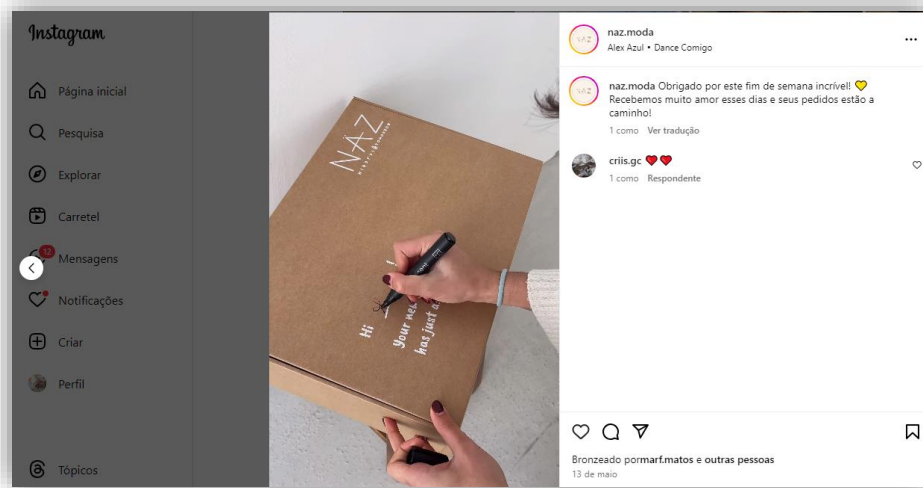 Instagram
Página inicial
Pesquisa
Explorar
Carretel
12
Mensagens
Notificações
Criar
Perfil
Tópicos
NAZ
Hi
!
Your new
has just a
naz.moda
Alex Azul • Dance Comigo
naz.moda Obrigado por este fim de semana incrível! 💛
Recebemos muito amor esses dias e seus pedidos estão a
caminho!
1 como Ver tradução
criis.gc ❤️ ❤️
1 como Respondente
Bronzeado pormarf.matos e outras pessoas
13 de maio